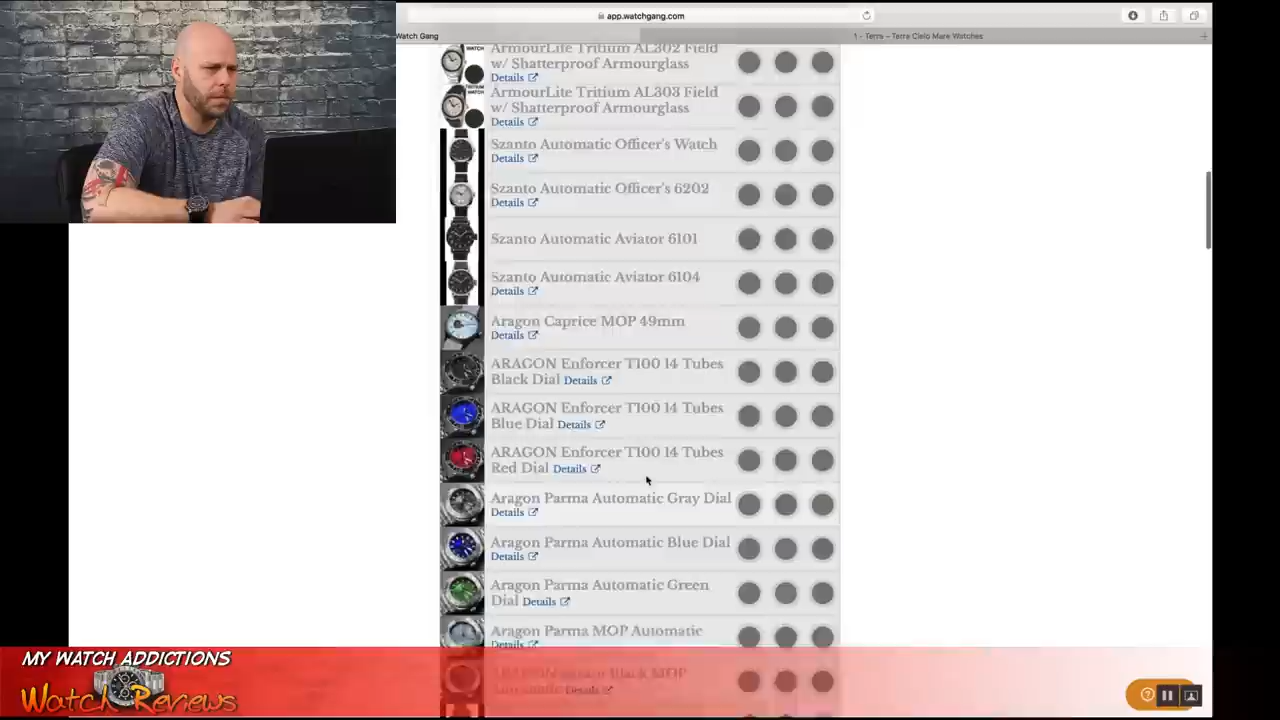 app.watchgang.com
Watch Gang
1 - Terra – Terra Cielo Mare Watches
ArmourLite Tritium AL302 Field
w/ Shatterproof Armourglass
Details
ArmourLite Tritium AL303 Field
w/ Shatterproof Armourglass
Details
Szanto Automatic Officer's Watch
Details
Szanto Automatic Officer's 6202
Details
Szanto Automatic Aviator 6101
Szanto Automatic Aviator 6104
Details
Aragon Caprice MOP 49mm
Details
ARAGON Enforcer T100 14 Tubes
Black Dial Details
ARAGON Enforcer T100 14 Tubes
Blue Dial Details
ARAGON Enforcer T100 14 Tubes
Red Dial Details
Aragon Parma Automatic Gray Dial
Details
Aragon Parma Automatic Blue Dial
Details
Aragon Parma Automatic Green
Dial Details
Aragon Parma MOP Automatic
Details
Black MOP
Details
MY WATCH ADDICTIONS
Watch Reviews